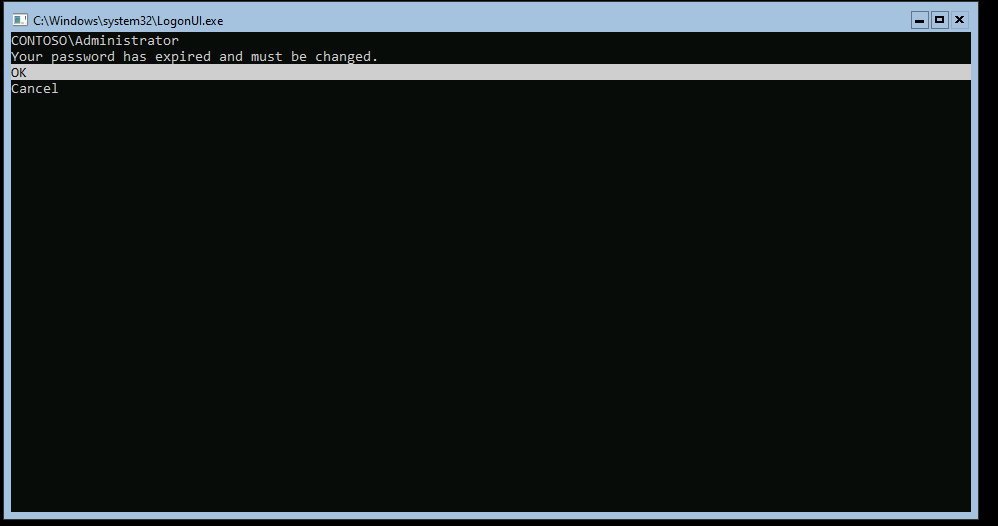 C:\Windows\system32\LogonUI.exe
CONTOSO\Administrator
Your password has expired and must be changed.
OK
Cancel